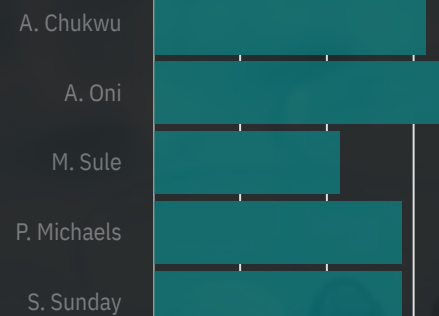 A. Chukwu
A. Oni
M. Sule
P. Michaels
S. Sunday